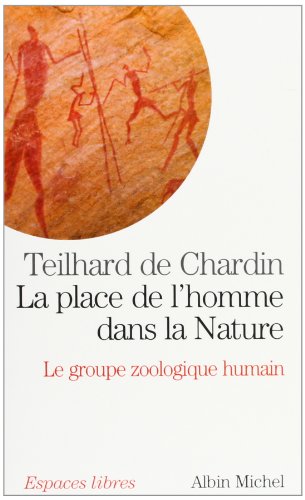 Teilhard de Chardin
La place de l'homme
dans la Nature
Le groupe zoologique humain
Espaces libres
Albin Michel